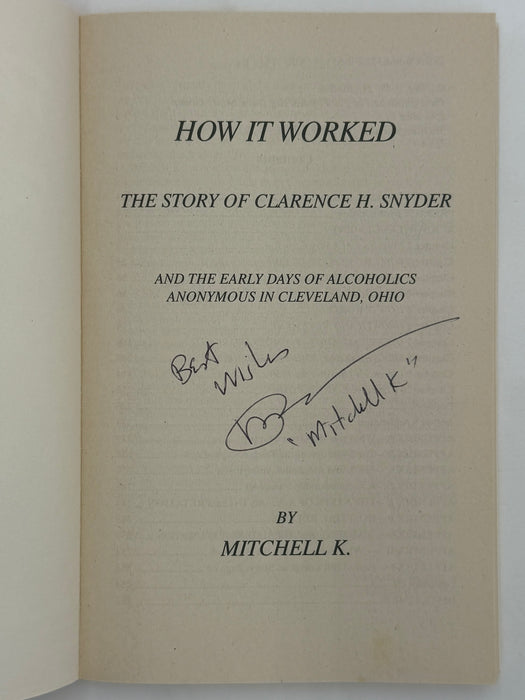 HOW IT WORKED
THE STORY OF CLARENCE H. SNYDER
AND THE EARLY DAYS OF ALCOHOLICS
ANONYMOUS IN CLEVELAND, OHIO
Best
Wishes
"Mitchell K"
BY
MITCHELL K.